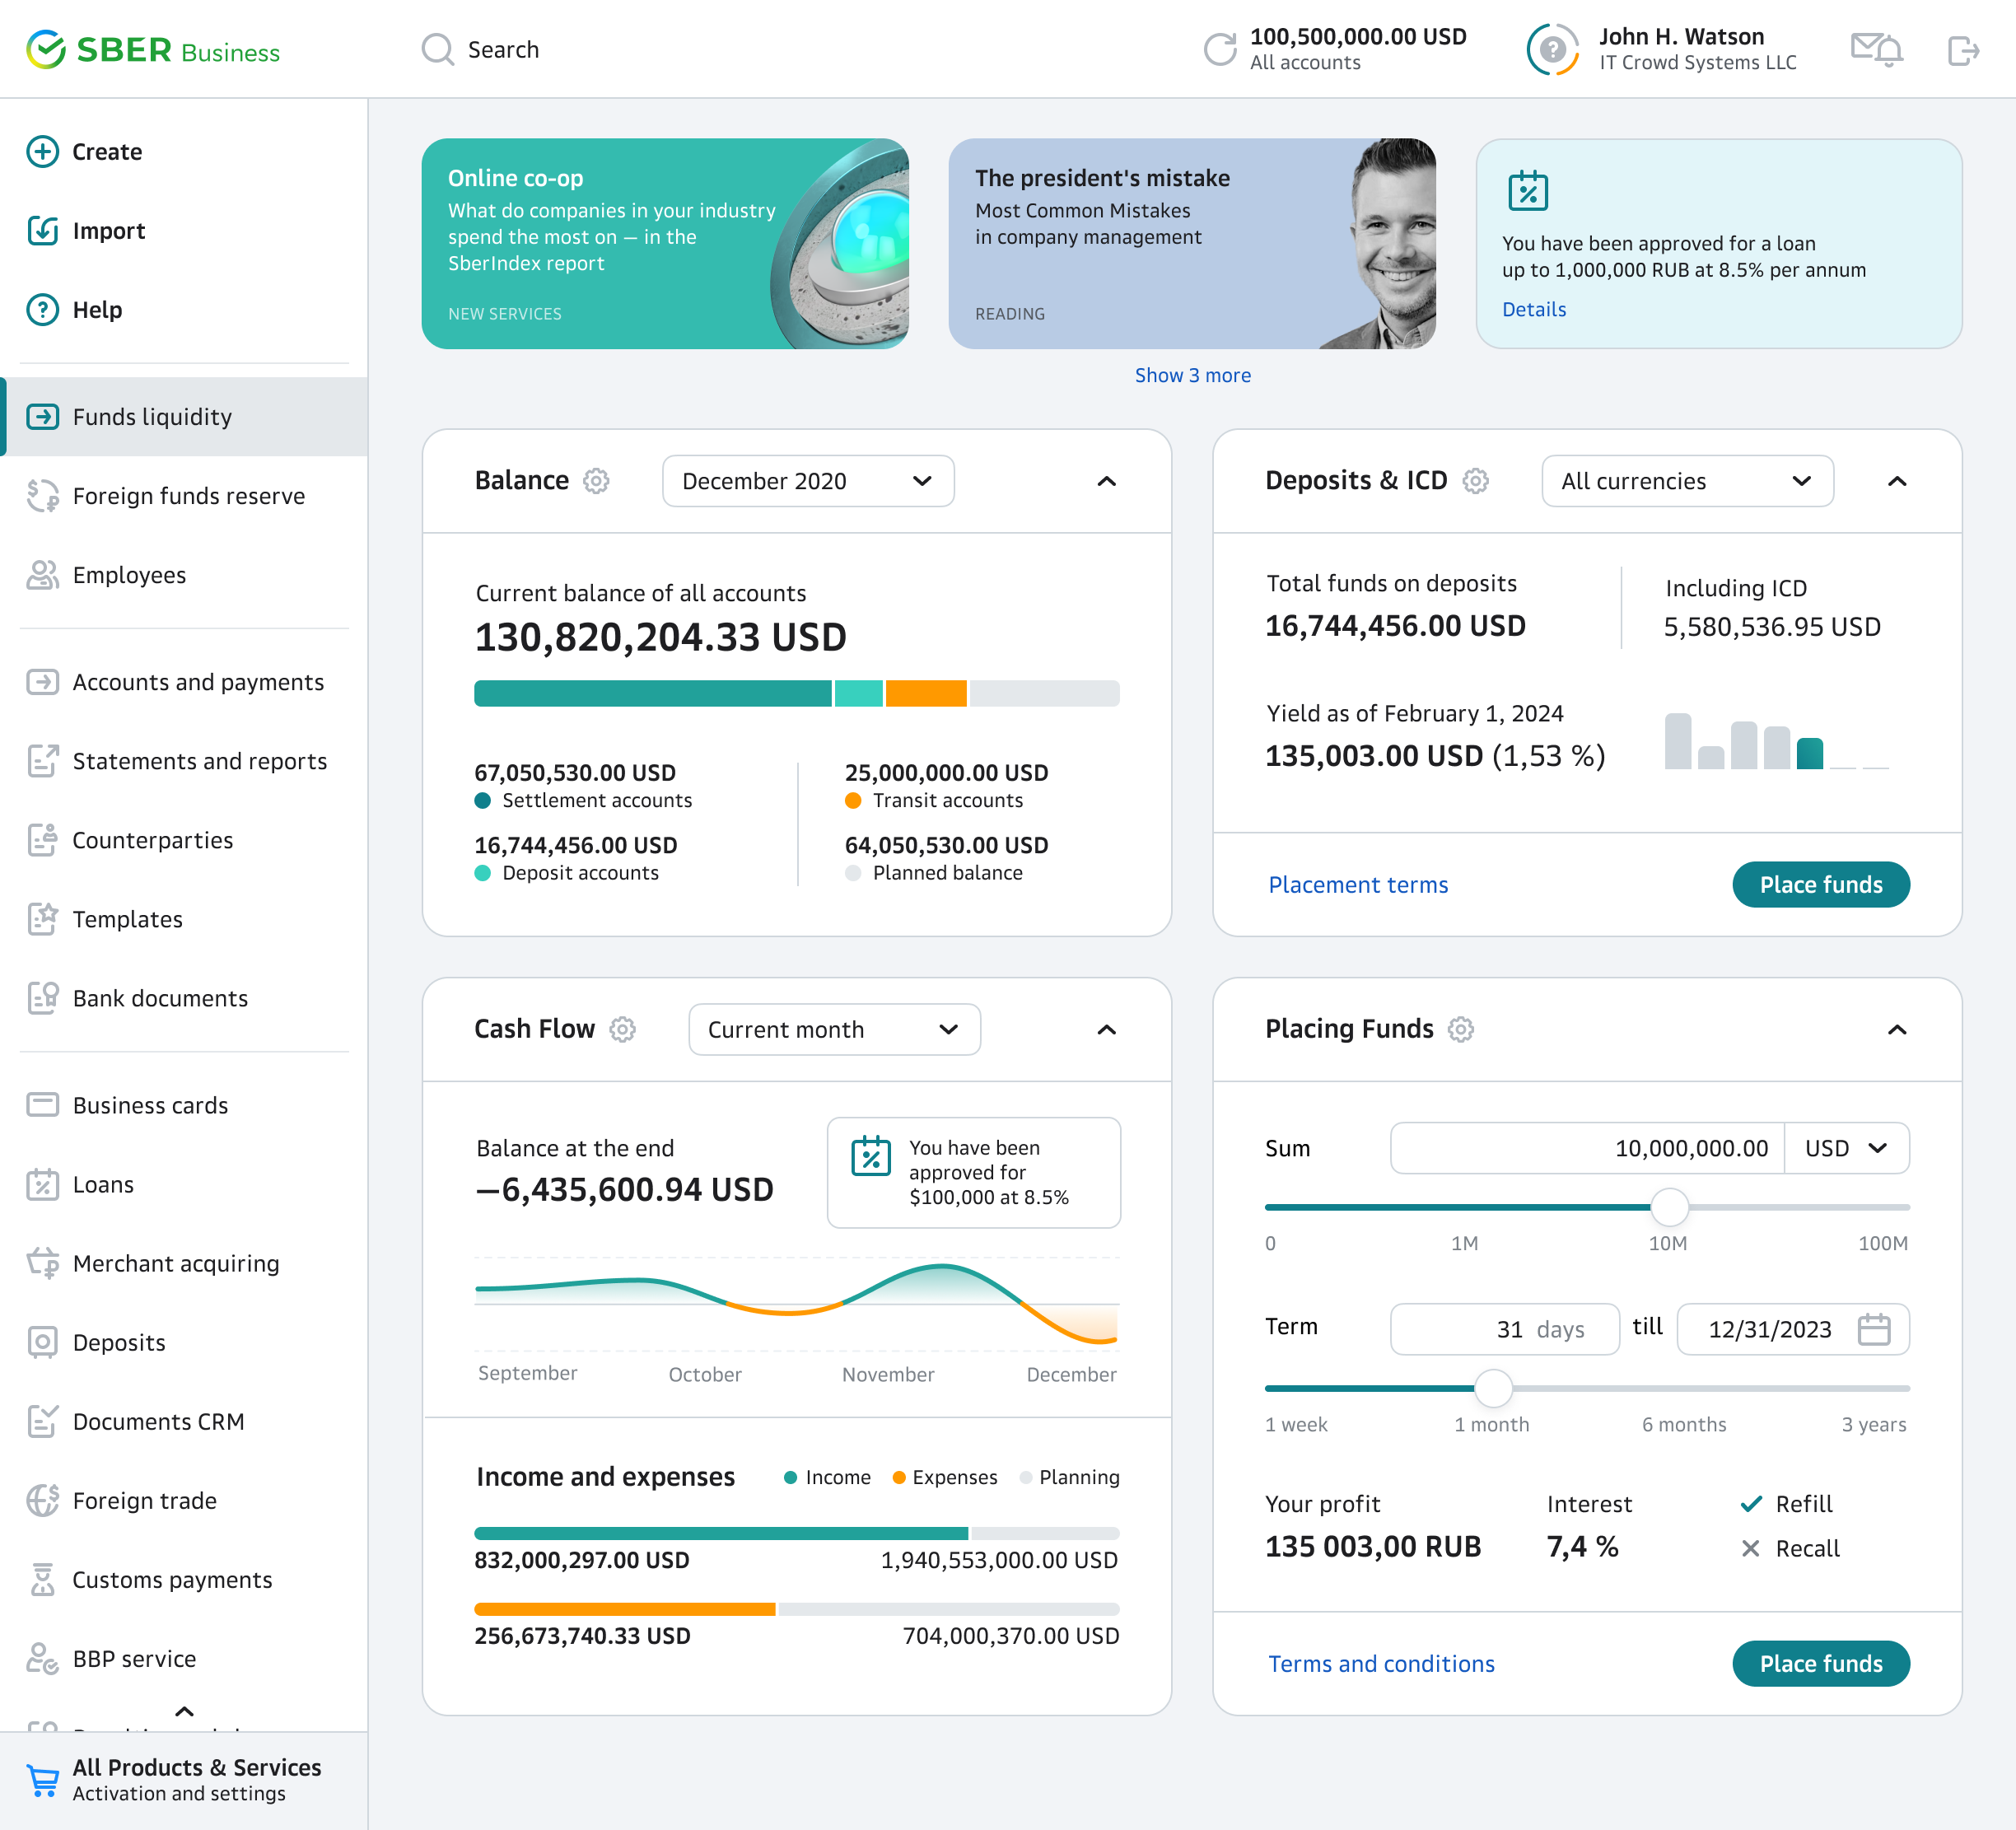 SBER Business
Search
100,500,000.00 USD
All accounts
John H. Watson
IT Crowd Systems LLC
Create
Import
Help
Funds liquidity
Foreign funds reserve
Employees
Accounts and payments
Statements and reports
Counterparties
Templates
Bank documents
Business cards
Loans
Merchant acquiring
Deposits
Documents CRM
Foreign trade
Customs payments
BBP service
All Products & Services
Activation and settings
Online co-op
What do companies in your industry
spend the most on — in the
SberIndex report
NEW SERVICES
The president's mistake
Most Common Mistakes
in company management
READING
You have been approved for a loan
up to 1,000,000 RUB at 8.5% per annum
Details
Show 3 more
Balance
December 2020
Current balance of all accounts
130,820,204.33 USD
67,050,530.00 USD
Settlement accounts
25,000,000.00 USD
Transit accounts
16,744,456.00 USD
Deposit accounts
64,050,530.00 USD
Planned balance
Deposits & ICD
All currencies
Total funds on deposits
16,744,456.00 USD
Including ICD
5,580,536.95 USD
Yield as of February 1, 2024
135,003.00 USD (1,53 %)
Placement terms
Place funds
Cash Flow
Current month
Balance at the end
—6,435,600.94 USD
You have been
approved for
$100,000 at 8.5%
September October November December
Income and expenses
Income Expenses Planning
832,000,297.00 USD 1,940,553,000.00 USD
256,673,740.33 USD 704,000,370.00 USD
Placing Funds
Sum
10,000,000.00 USD
0 1M 10M 100M
Term
31 days till 12/31/2023
1 week 1 month 6 months 3 years
Your profit
135 003,00 RUB
Interest
7,4 %
Refill
Recall
Terms and conditions
Place funds